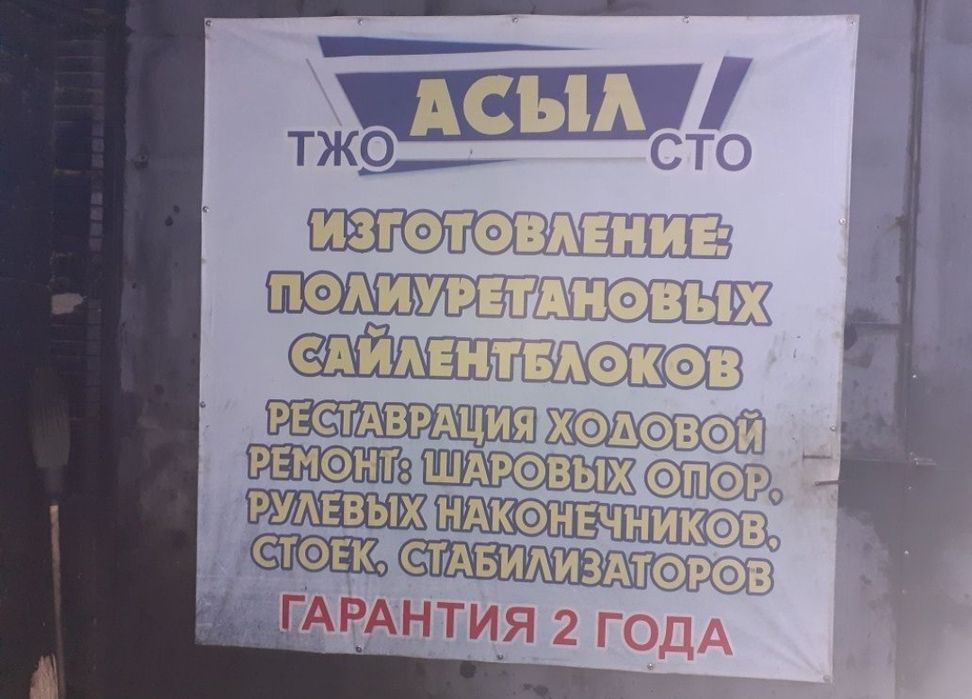 АСЫЛ
ТЖО СТО
ИЗГОТОВЛЕНИЕ:
ПОЛИУРЕТАНОВЫХ
САЙЛЕНТБЛОКОВ
РЕСТАВРАЦИЯ ХОДОВОЙ
РЕМОНТ: ШАРОВЫХ ОПОР,
РУЛЕВЫХ НАКОНЕЧНИКОВ,
СТОЕК, СТАБИЛИЗАТОРОВ
ГАРАНТИЯ 2 ГОДА